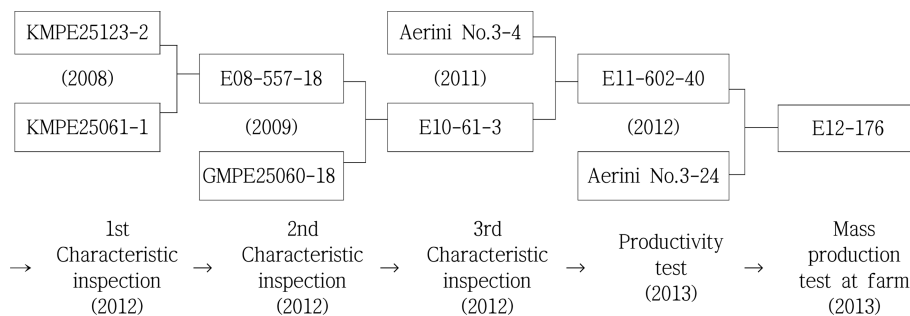 KMPE25123-2
(2008)
KMPE25061-1
E08-557-18
(2009)
GMPE25060-18
Aerini No.3-4
(2011)
E10-61-3
E11-602-40
(2012)
Aerini No.3-24
E12-176
→ 1st
Characteristic
inspection
(2012)
→ 2nd
Characteristic
inspection
(2012)
→ 3rd
Characteristic
inspection
(2012)
→ Productivity
test
(2013)
→ Mass
production
test at farm
(2013)